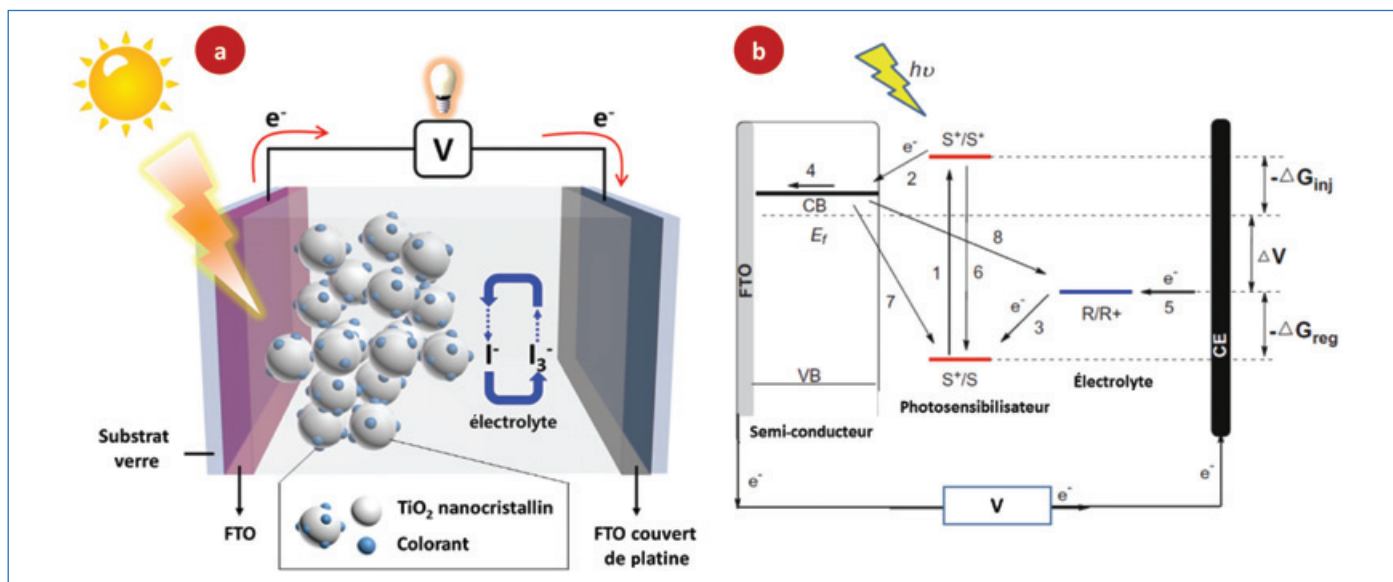 a
e⁻
V
e⁻
I⁻ I₃⁻
électrolyte
Substrat
verre
FTO
TiO₂ nanocristallin
Colorant
FTO couvert
de platine
b
hυ
S⁺/S*
e⁻
4
2
-ΔG_inj
CB
E_f
8
ΔV
FTO
1
6
7
e⁻
R/R+
5
e⁻
3
-ΔG_reg
CE
VB
S⁺/S
Électrolyte
Photosensibilisateur
Semi-conducteur
e⁻
V
e⁻
e⁻